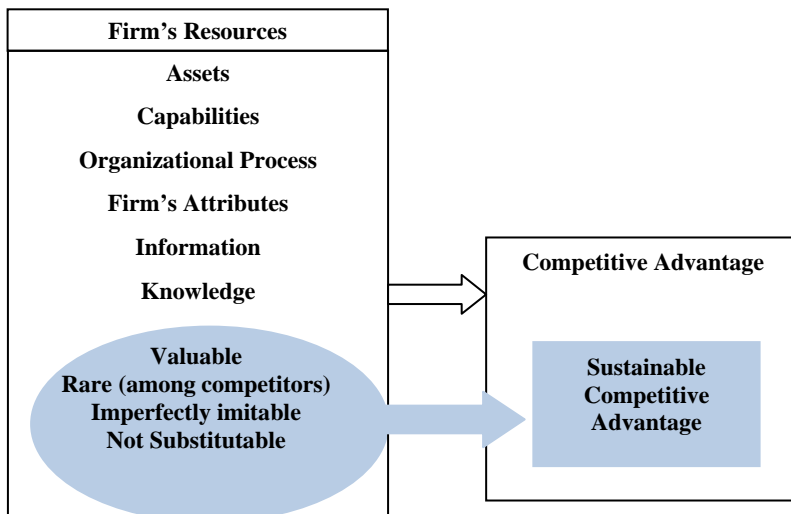 Firm’s Resources
Assets
Capabilities
Organizational Process
Firm’s Attributes
Information
Knowledge
Valuable
Rare (among competitors)
Imperfectly imitable
Not Substitutable
Competitive Advantage
Sustainable
Competitive
Advantage